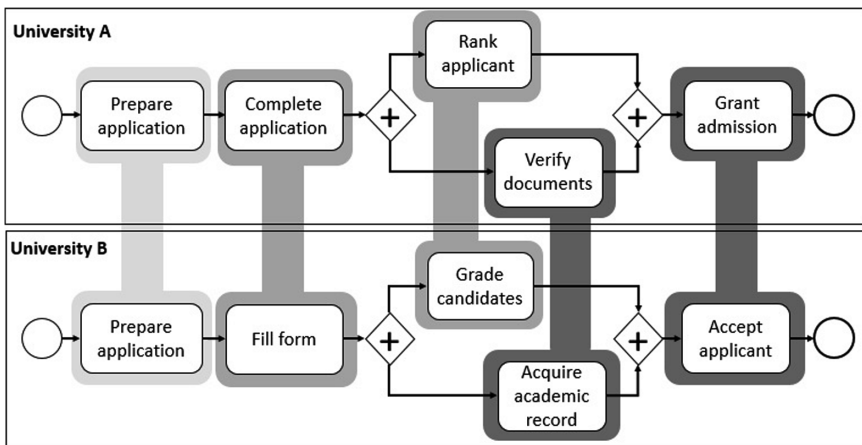 University A
Prepare
application
Complete
application
Rank
applicant
Verify
documents
Grant
admission
University B
Prepare
application
Fill form
Grade
candidates
Acquire
academic
record
Accept
applicant